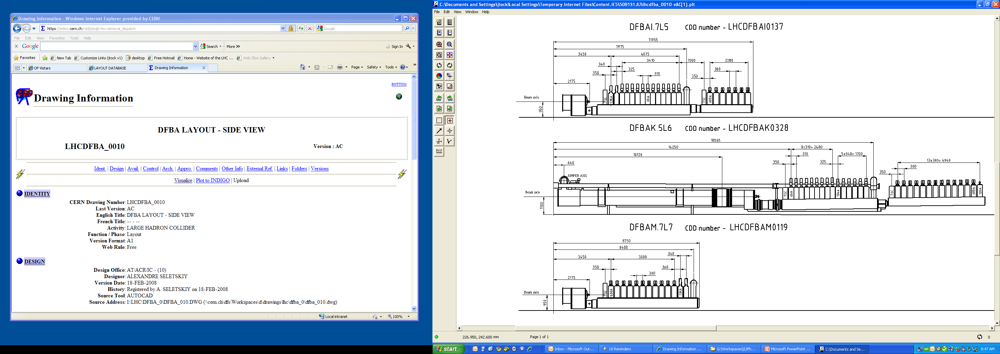 Drawing Information - Windows Internet Explorer provided by CERN
https://edms.cern.ch/cdd/plsql/c4w.retrieval_dispatch
Google
File Edit View Favorites Tools Help
x Google Search More >> Sign In
Favorites New Tab Customize Links (jtock v1) desktop Free Hotmail Home - Website of the LHC ... Web Slice Gallery
OP Vistars LAYOUT DATABASE Drawing Information Page Safety Tools
BOTTOM
CDD Drawing Information
DFBA LAYOUT - SIDE VIEW
LHCDFBA_0010 Version : AC
Ident. | Design | Avail. | Control | Arch. | Appro. | Comments | Other Info | External Ref. | Links | Folders | Versions
Visualize | Plot to INDIGO | Upload
IDENTITY
CERN Drawing Number: LHCDFBA_0010
Last Version: AC
English Title: DFBA LAYOUT - SIDE VIEW
French Title: -- - --
Activity: LARGE HADRON COLLIDER
Function / Phase: Layout
Version Format: A1
Web Rule: Free
DESIGN
Design Office: AT/ACR/IC - (10)
Designer: ALEXANDRE SELETSKIY
Version Date: 18-FEB-2008
History: Registered by A. SELETSKIY on 18-FEB-2008
Source Tool: AUTOCAD
Source Address: I:\LHC\DFBA_0\DFBA_010.DWG (\\cern.ch\dfs\Workspaces\d\drawings\lhc\dfba_0\dfba_010.dwg)
Local intranet 100%
C:\Documents and Settings\jtock\Local Settings\Temporary Internet Files\Content.IE5\50B1S1JU\lhcdfba_0010-vAC[1].plt
File Edit View Window Help
DFBAI.7L5 CDD number - LHCDFBAI0137
11955
7975
3450 4075
340 3410 1500 2280
350 325 310 350 380
2175
Beam axis
950
TSC 13KA 6KA TSC 600A
DFBAK.5L6 CDD number - LHCDFBAK0328
18565
14250 8x310= 2480
10120 310 5x340= 1700
640 350 325 13x380= 4940
350 380
JUMPER AXIS
Beam axis
1100
TSC 6kA 13kA TSC 600A 120A
DFBAM.7L7 CDD number - LHCDFBAM0119
8750
8400
3450 3800 340
350 380 360
2175
Beam axis
950
TSC 600A 13KA
226.950, 242.600 mm Page 1 of 1 0
start Inbox - Microsoft Out... 10 Reminders Drawing Information ... G:\Workspaces\j\JPh... Microsoft PowerPoint ... C:\Documents and Se... 8:47 AM